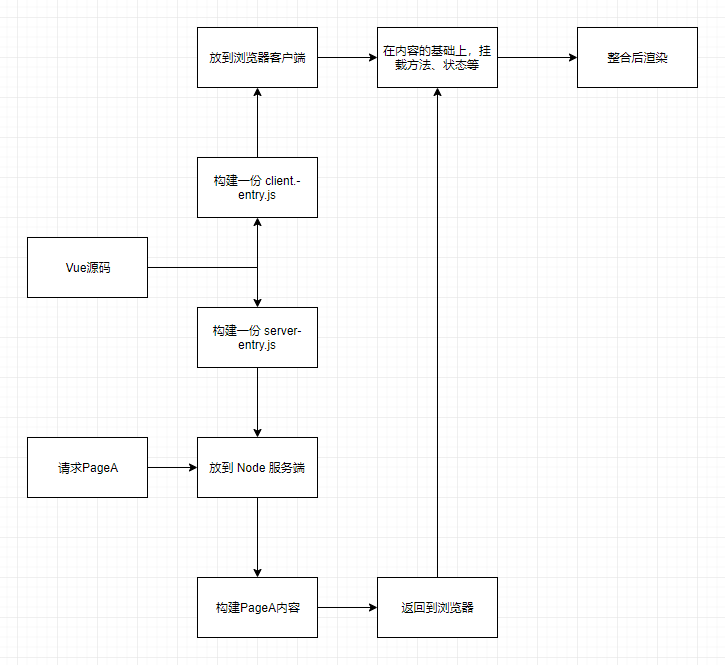 放到浏览器客户端
在内容的基础上，挂
载方法、状态等
整合后渲染
构建一份 client.-
entry.js
Vue源码
构建一份 server-
entry.js
请求PageA
放到 Node 服务端
构建PageA内容
返回到浏览器